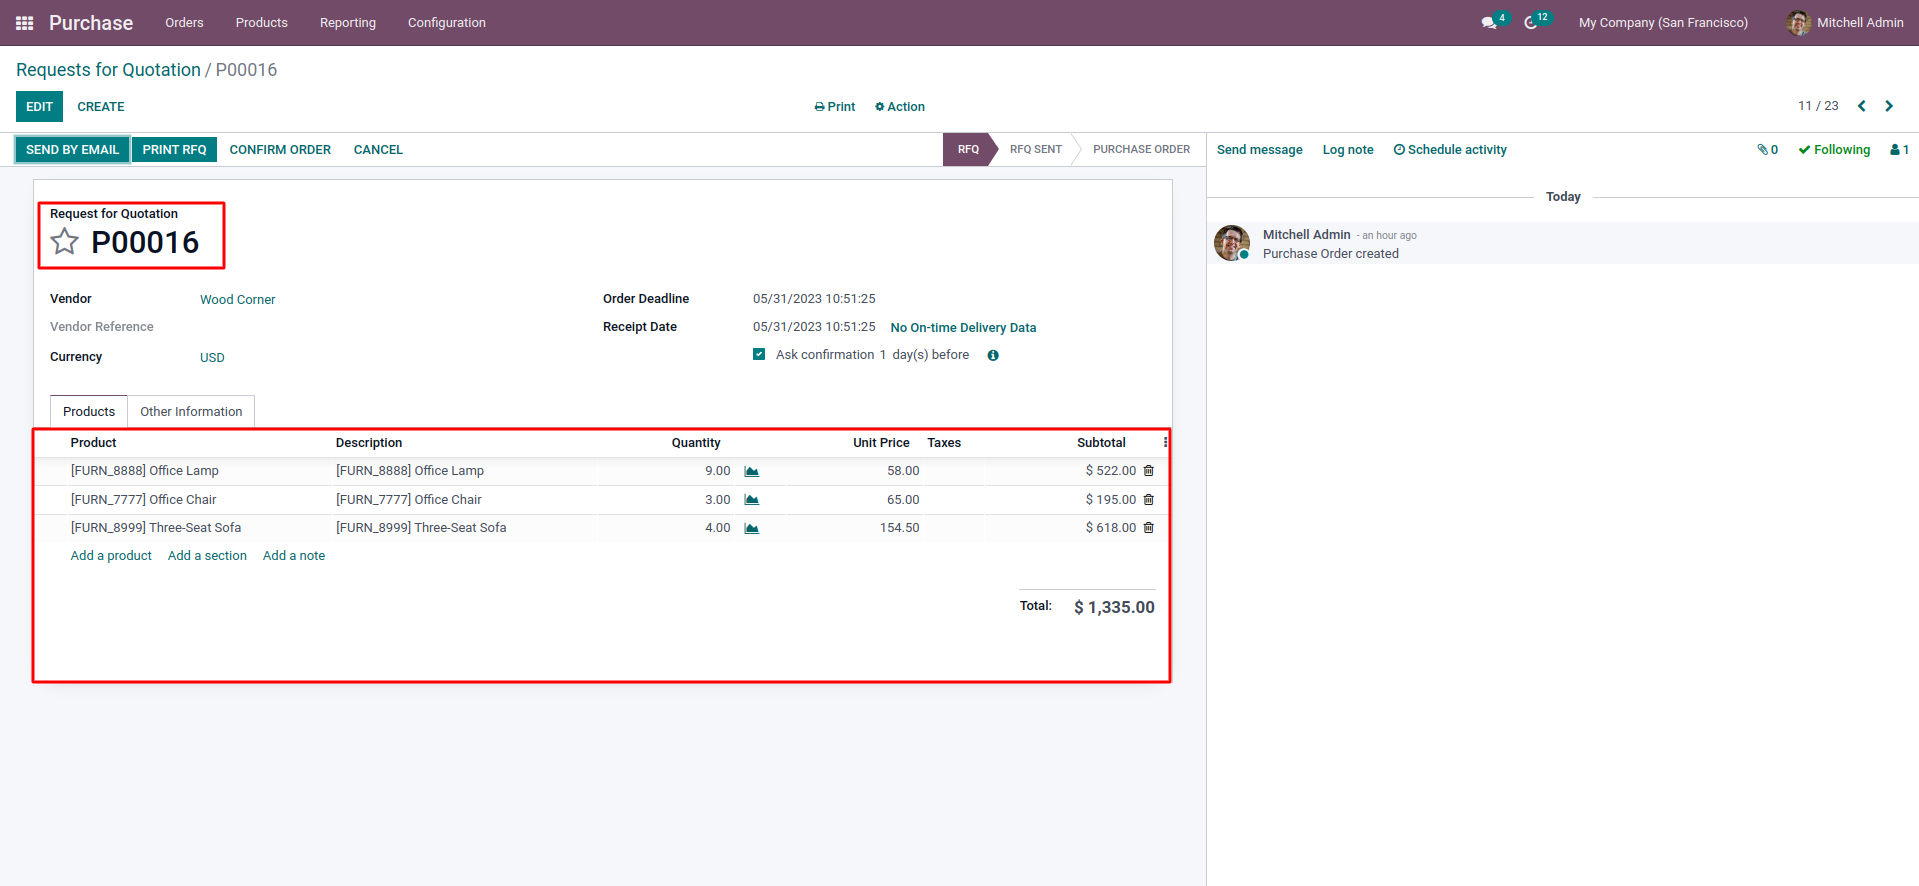 Purchase Orders Products Reporting Configuration 4 12 My Company (San Francisco) Mitchell Admin
Requests for Quotation / P00016
EDIT CREATE Print Action 11 / 23
SEND BY EMAIL PRINT RFQ CONFIRM ORDER CANCEL RFQ RFQ SENT PURCHASE ORDER
Send message Log note Schedule activity 0 Following 1
Today
Mitchell Admin - an hour ago
Purchase Order created
Request for Quotation
P00016
Vendor Wood Corner
Vendor Reference
Currency USD
Order Deadline 05/31/2023 10:51:25
Receipt Date 05/31/2023 10:51:25 No On-time Delivery Data
Ask confirmation 1 day(s) before
Products Other Information
Product Description Quantity Unit Price Taxes Subtotal
[FURN_8888] Office Lamp [FURN_8888] Office Lamp 9.00 58.00 $ 522.00
[FURN_7777] Office Chair [FURN_7777] Office Chair 3.00 65.00 $ 195.00
[FURN_8999] Three-Seat Sofa [FURN_8999] Three-Seat Sofa 4.00 154.50 $ 618.00
Add a product Add a section Add a note
Total: $ 1,335.00